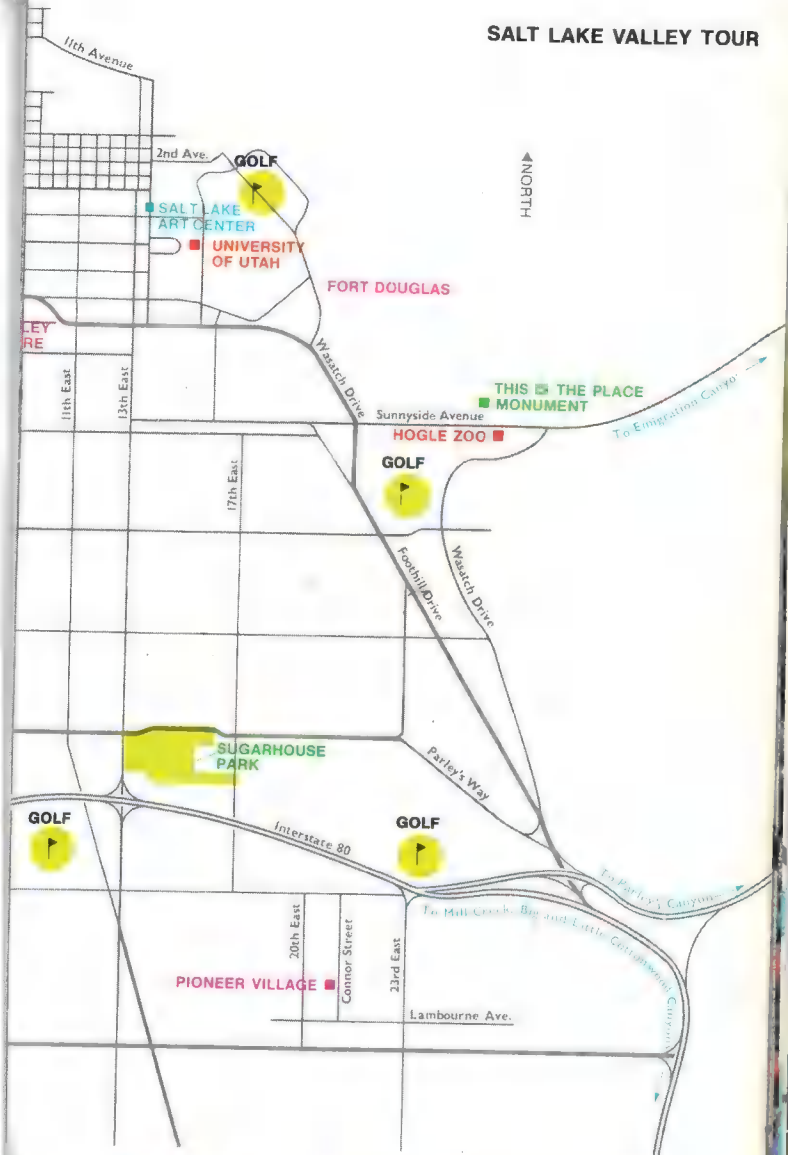 SALT LAKE VALLEY TOUR
11th Avenue
2nd Ave.
GOLF
NORTH
SALT LAKE
ART CENTER
UNIVERSITY
OF UTAH
FORT DOUGLAS
LEY
RE
11th East
13th East
Wasatch Drive
THIS IS THE PLACE
MONUMENT
Sunnyside Avenue
To Emigration Canyon
HOGLE ZOO
GOLF
17th East
Foothill Drive
Wasatch Drive
SUGARHOUSE
PARK
Parley's Way
GOLF
Interstate 80
GOLF
To Parley's Canyon
To Mill Creek, Big and Little Cottonwood Canyons
20th East
Connor Street
23rd East
PIONEER VILLAGE
Lambourne Ave.